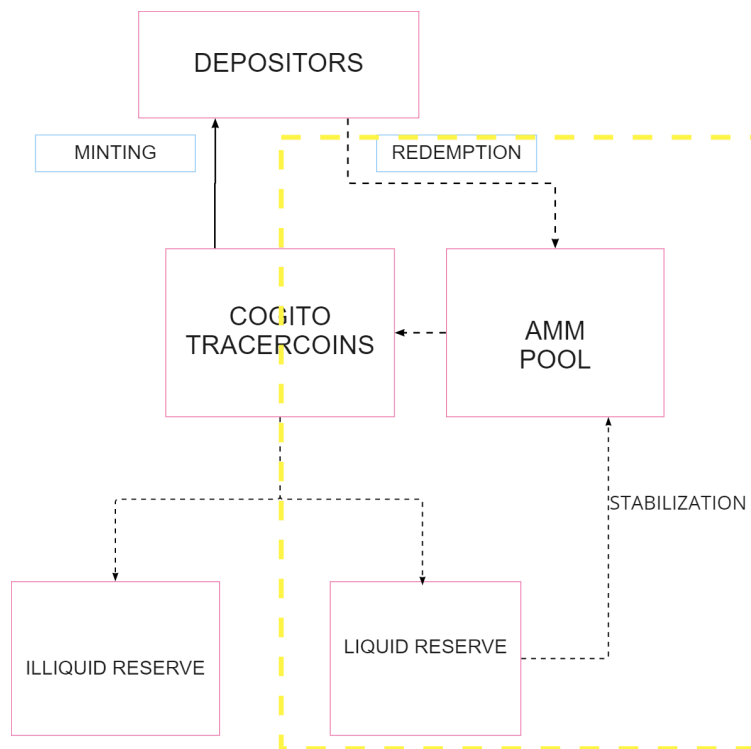 DEPOSITORS
MINTING
REDEMPTION
COGITO
TRACERCOINS
AMM
POOL
STABILIZATION
ILLIQUID RESERVE
LIQUID RESERVE